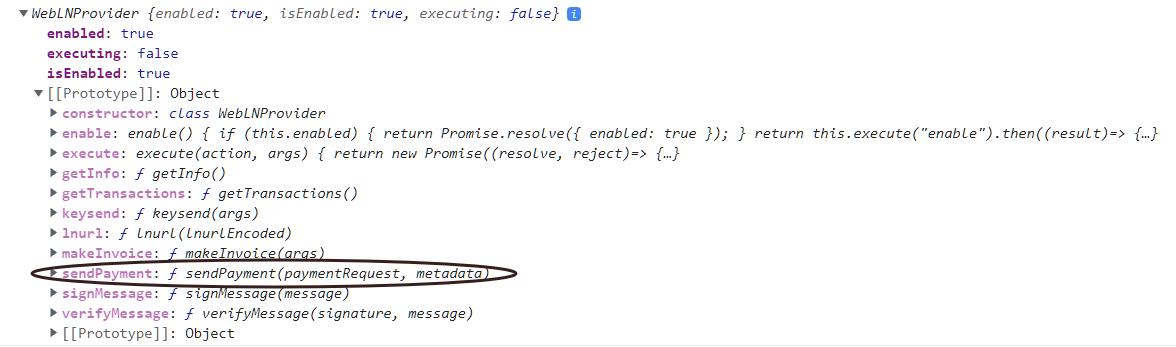 WebLNProvider {enabled: true, isEnabled: true, executing: false} i
enabled: true
executing: false
isEnabled: true
[[Prototype]]: Object
constructor: class WebLNProvider
enable: enable() { if (this.enabled) { return Promise.resolve({ enabled: true }); } return this.execute("enable").then((result)=> {…}
execute: execute(action, args) { return new Promise((resolve, reject)=> {…}
getInfo: ƒ getInfo()
getTransactions: ƒ getTransactions()
keysend: ƒ keysend(args)
lnurl: ƒ lnurl(lnurlEncoded)
makeInvoice: ƒ makeInvoice(args)
sendPayment: ƒ sendPayment(paymentRequest, metadata)
signMessage: ƒ signMessage(message)
verifyMessage: ƒ verifyMessage(signature, message)
[[Prototype]]: Object